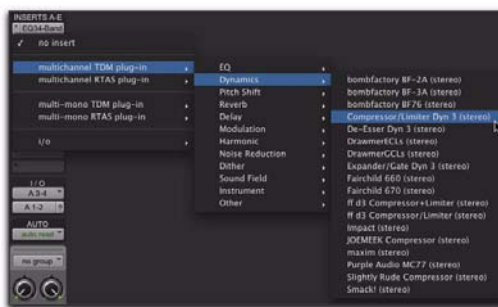 INSERTS A-E
EQ34-Band
✓ no insert
multichannel TDM plug-in
multichannel RTAS plug-in
multi-mono TDM plug-in
multi-mono RTAS plug-in
i/o
I / O
A 3-4
A 1-2
AUTO
auto read
no group
EQ
Dynamics
Pitch Shift
Reverb
Delay
Modulation
Harmonic
Noise Reduction
Dither
Sound Field
Instrument
Other
bombfactory BF-2A (stereo)
bombfactory BF-3A (stereo)
bombfactory BF76 (stereo)
Compressor/Limiter Dyn 3 (stereo)
De-Esser Dyn 3 (stereo)
DrawmerECLs (stereo)
DrawmerGCLs (stereo)
Expander/Gate Dyn 3 (stereo)
Fairchild 660 (stereo)
Fairchild 670 (stereo)
ff d3 Compressor+Limiter (stereo)
ff d3 Compressor/Limiter (stereo)
Impact (stereo)
JOEMEEK Compressor (stereo)
maxim (stereo)
Purple Audio MC77 (stereo)
Slightly Rude Compressor (stereo)
Smack! (stereo)